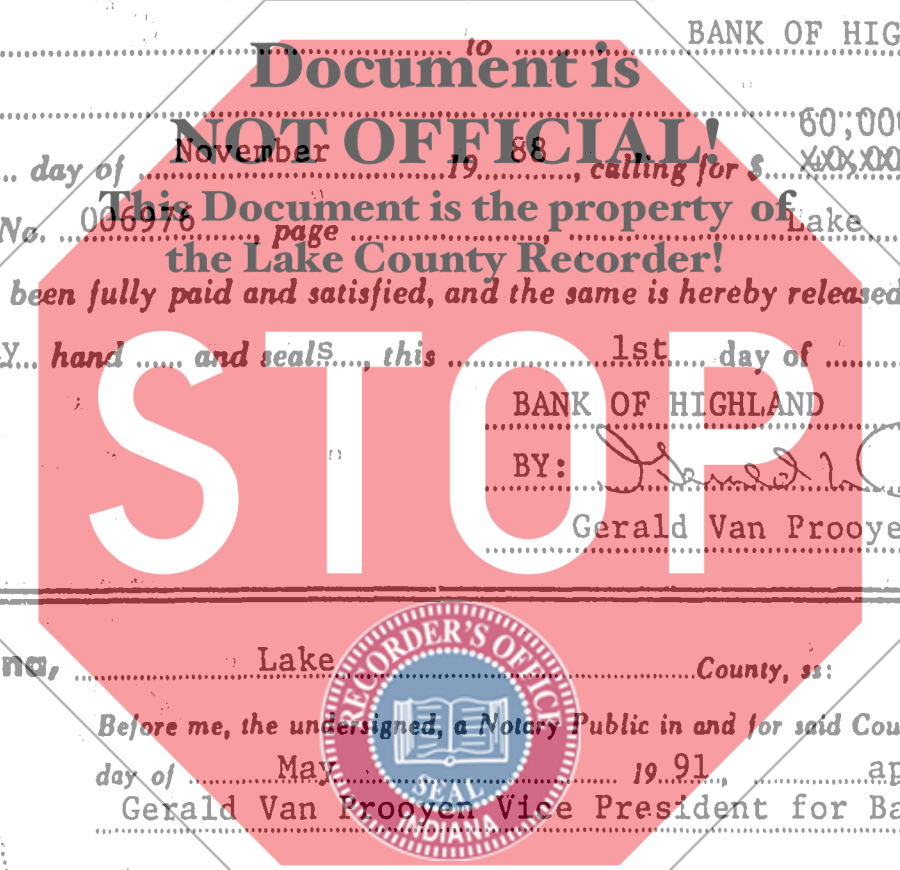 to BANK OF HIG
Document is
60,000
NOT OFFICIAL!
day of November 19 88, calling for $
This Document is the property of
No. 006976, page Lake
the Lake County Recorder!
been fully paid and satisfied, and the same is hereby released
y hand and seals, this 1st day of
STOP
BANK OF HIGHLAND
BY:
Gerald Van Prooye
na, Lake County, ss:
Before me, the undersigned, a Notary Public in and for said Cou
day of May 19 91, ap
Gerald Van Prooyen Vice President for Ba
RECORDER'S OFFICE
SEAL
INDIANA